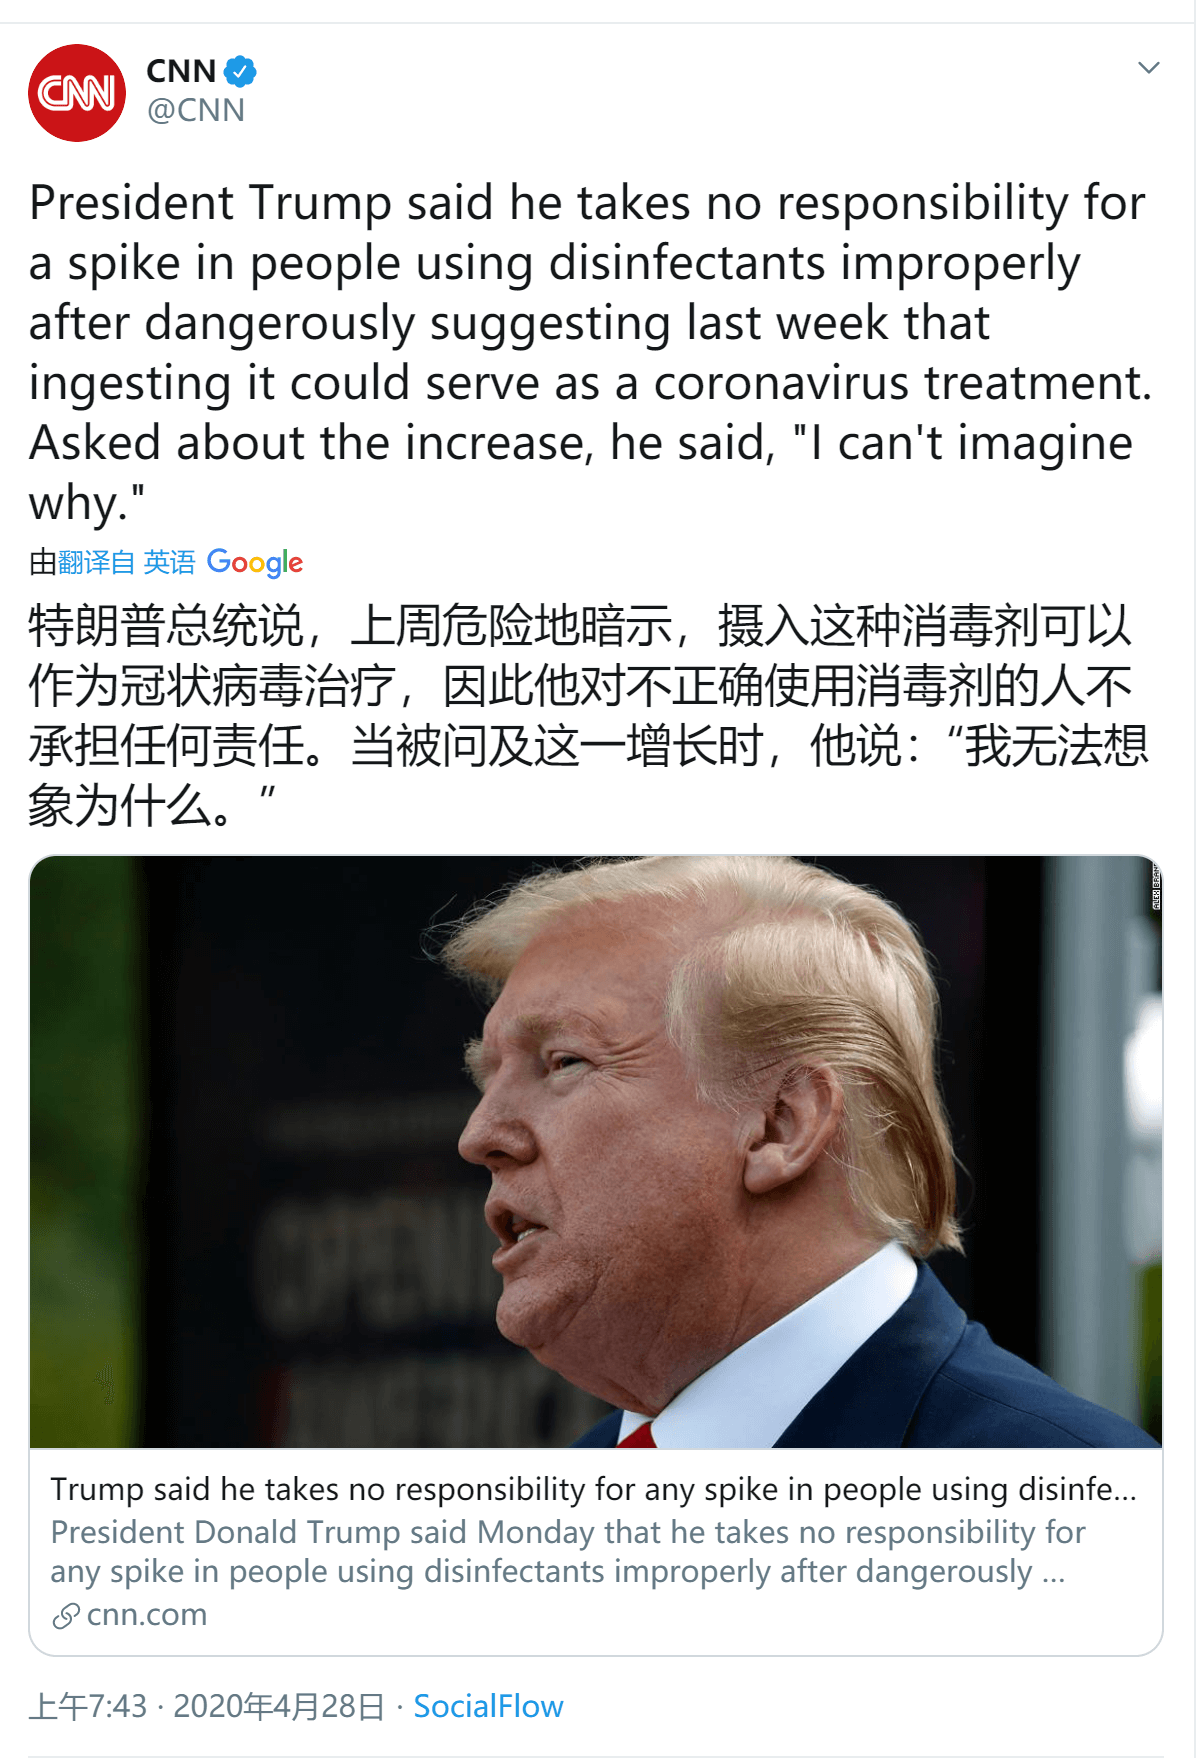 CNN
CNN
@CNN
President Trump said he takes no responsibility for
a spike in people using disinfectants improperly
after dangerously suggesting last week that
ingesting it could serve as a coronavirus treatment.
Asked about the increase, he said, "I can't imagine
why."
由翻译自 英语 Google
特朗普总统说，上周危险地暗示，摄入这种消毒剂可以
作为冠状病毒治疗，因此他对不正确使用消毒剂的人不
承担任何责任。当被问及这一增长时，他说：“我无法想
象为什么。”
ALEX BRAN
OPENI
AMERICA
Trump said he takes no responsibility for any spike in people using disinfe...
President Donald Trump said Monday that he takes no responsibility for
any spike in people using disinfectants improperly after dangerously ...
cnn.com
上午7:43 · 2020年4月28日 · SocialFlow